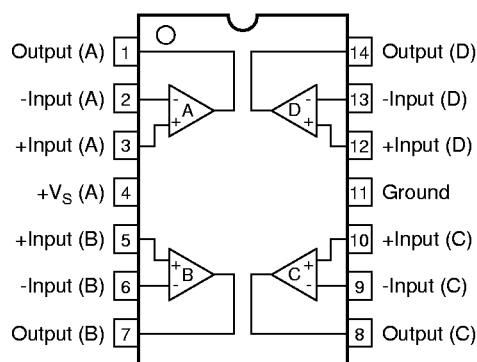 Output (A) 1 14 Output (D)
-Input (A) 2 - - 13 -Input (D)
A D
+Input (A) 3 + + 12 +Input (D)
+VS (A) 4 11 Ground
+Input (B) 5 + + 10 +Input (C)
B C
-Input (B) 6 - - 9 -Input (C)
Output (B) 7 8 Output (C)